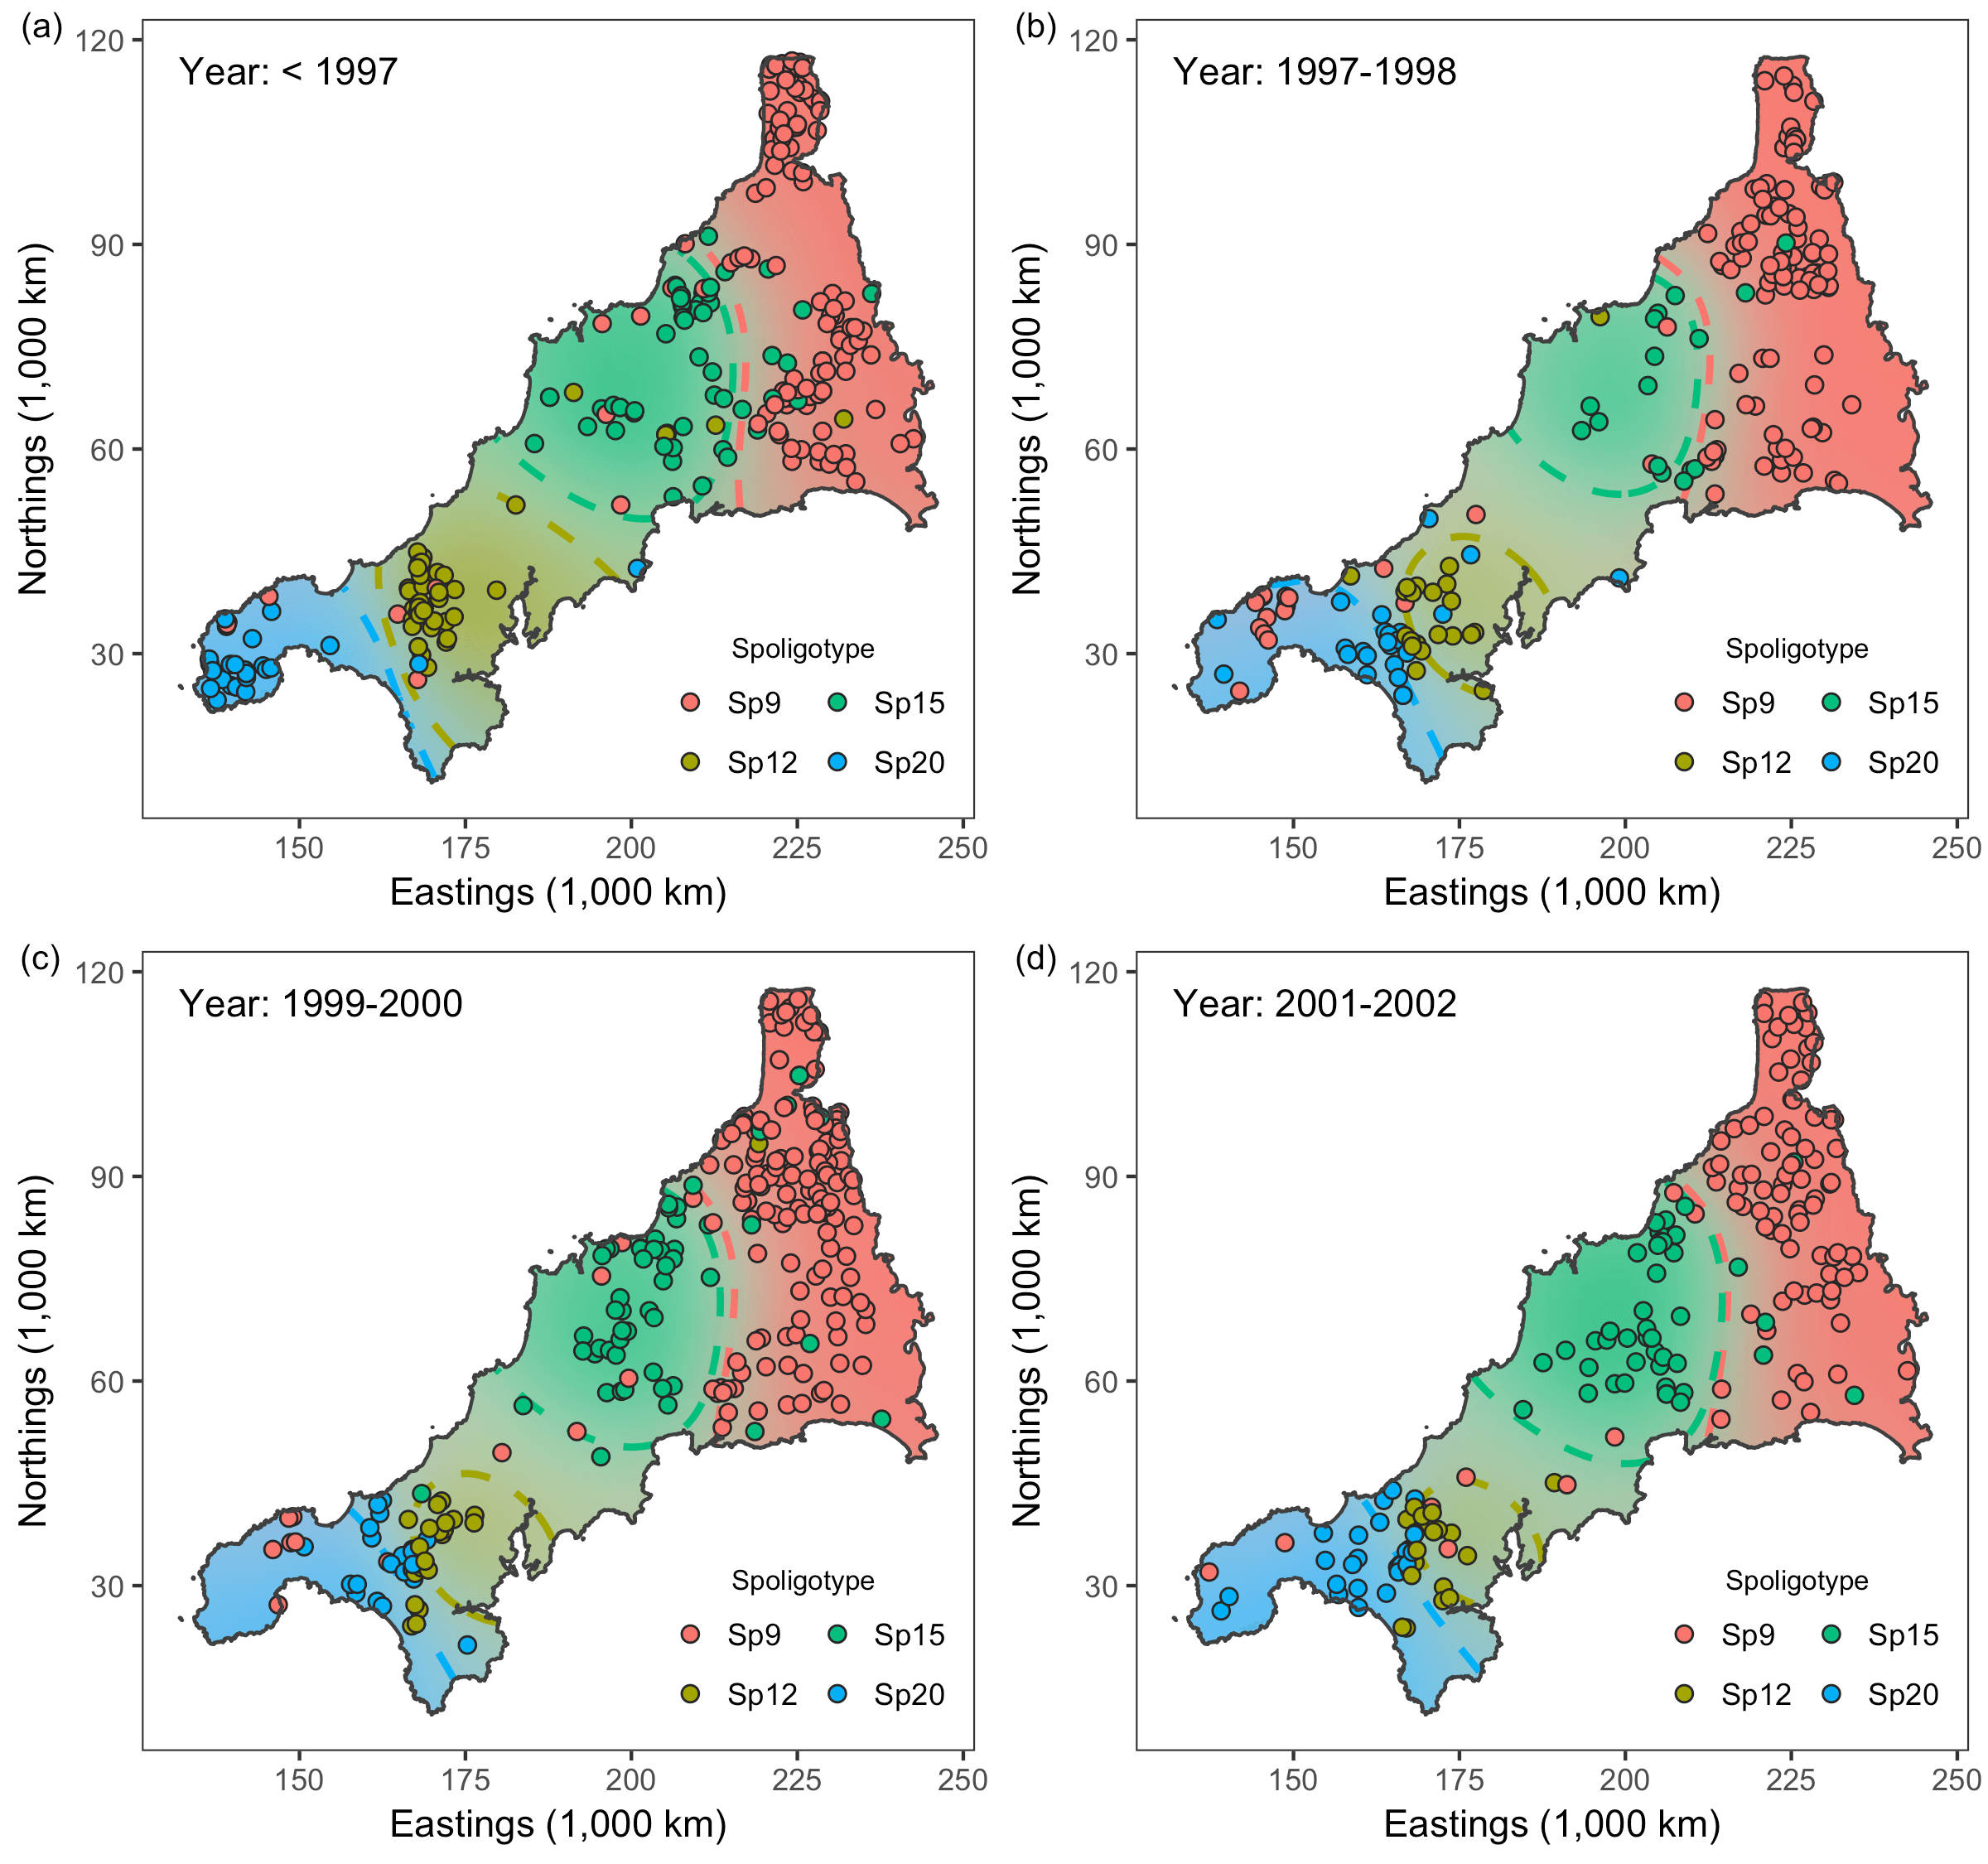 (a)
Year: < 1997
120
90
60
30
Northings (1,000 km)
150 175 200 225 250
Eastings (1,000 km)
Spoligotype
Sp9 Sp15
Sp12 Sp20
(b)
Year: 1997-1998
120
90
60
30
Northings (1,000 km)
150 175 200 225 250
Eastings (1,000 km)
Spoligotype
Sp9 Sp15
Sp12 Sp20
(c)
Year: 1999-2000
120
90
60
30
Northings (1,000 km)
150 175 200 225 250
Eastings (1,000 km)
Spoligotype
Sp9 Sp15
Sp12 Sp20
(d)
Year: 2001-2002
120
90
60
30
Northings (1,000 km)
150 175 200 225 250
Eastings (1,000 km)
Spoligotype
Sp9 Sp15
Sp12 Sp20